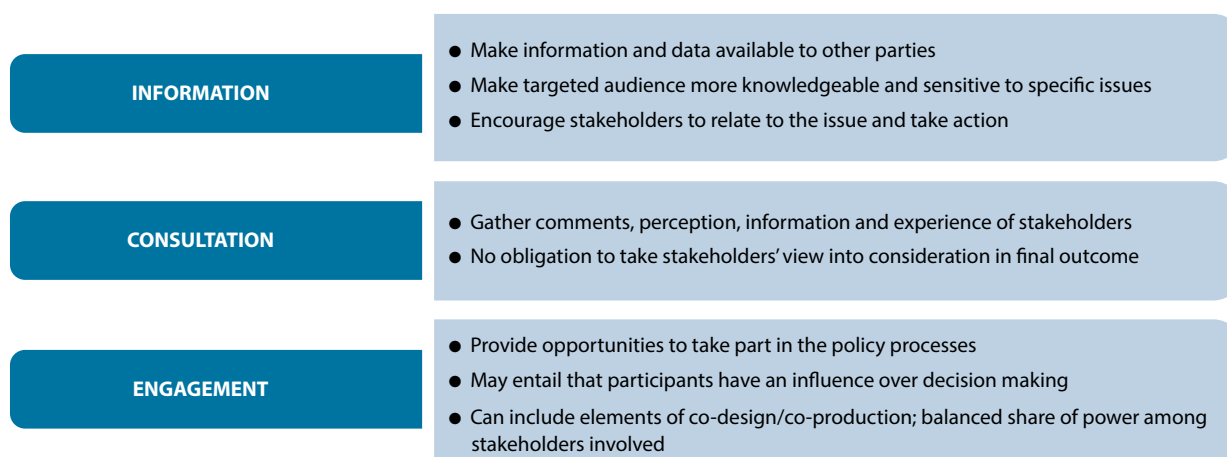 INFORMATION
● Make information and data available to other parties
● Make targeted audience more knowledgeable and sensitive to specific issues
● Encourage stakeholders to relate to the issue and take action
CONSULTATION
● Gather comments, perception, information and experience of stakeholders
● No obligation to take stakeholders’ view into consideration in final outcome
ENGAGEMENT
● Provide opportunities to take part in the policy processes
● May entail that participants have an influence over decision making
● Can include elements of co-design/co-production; balanced share of power among
stakeholders involved